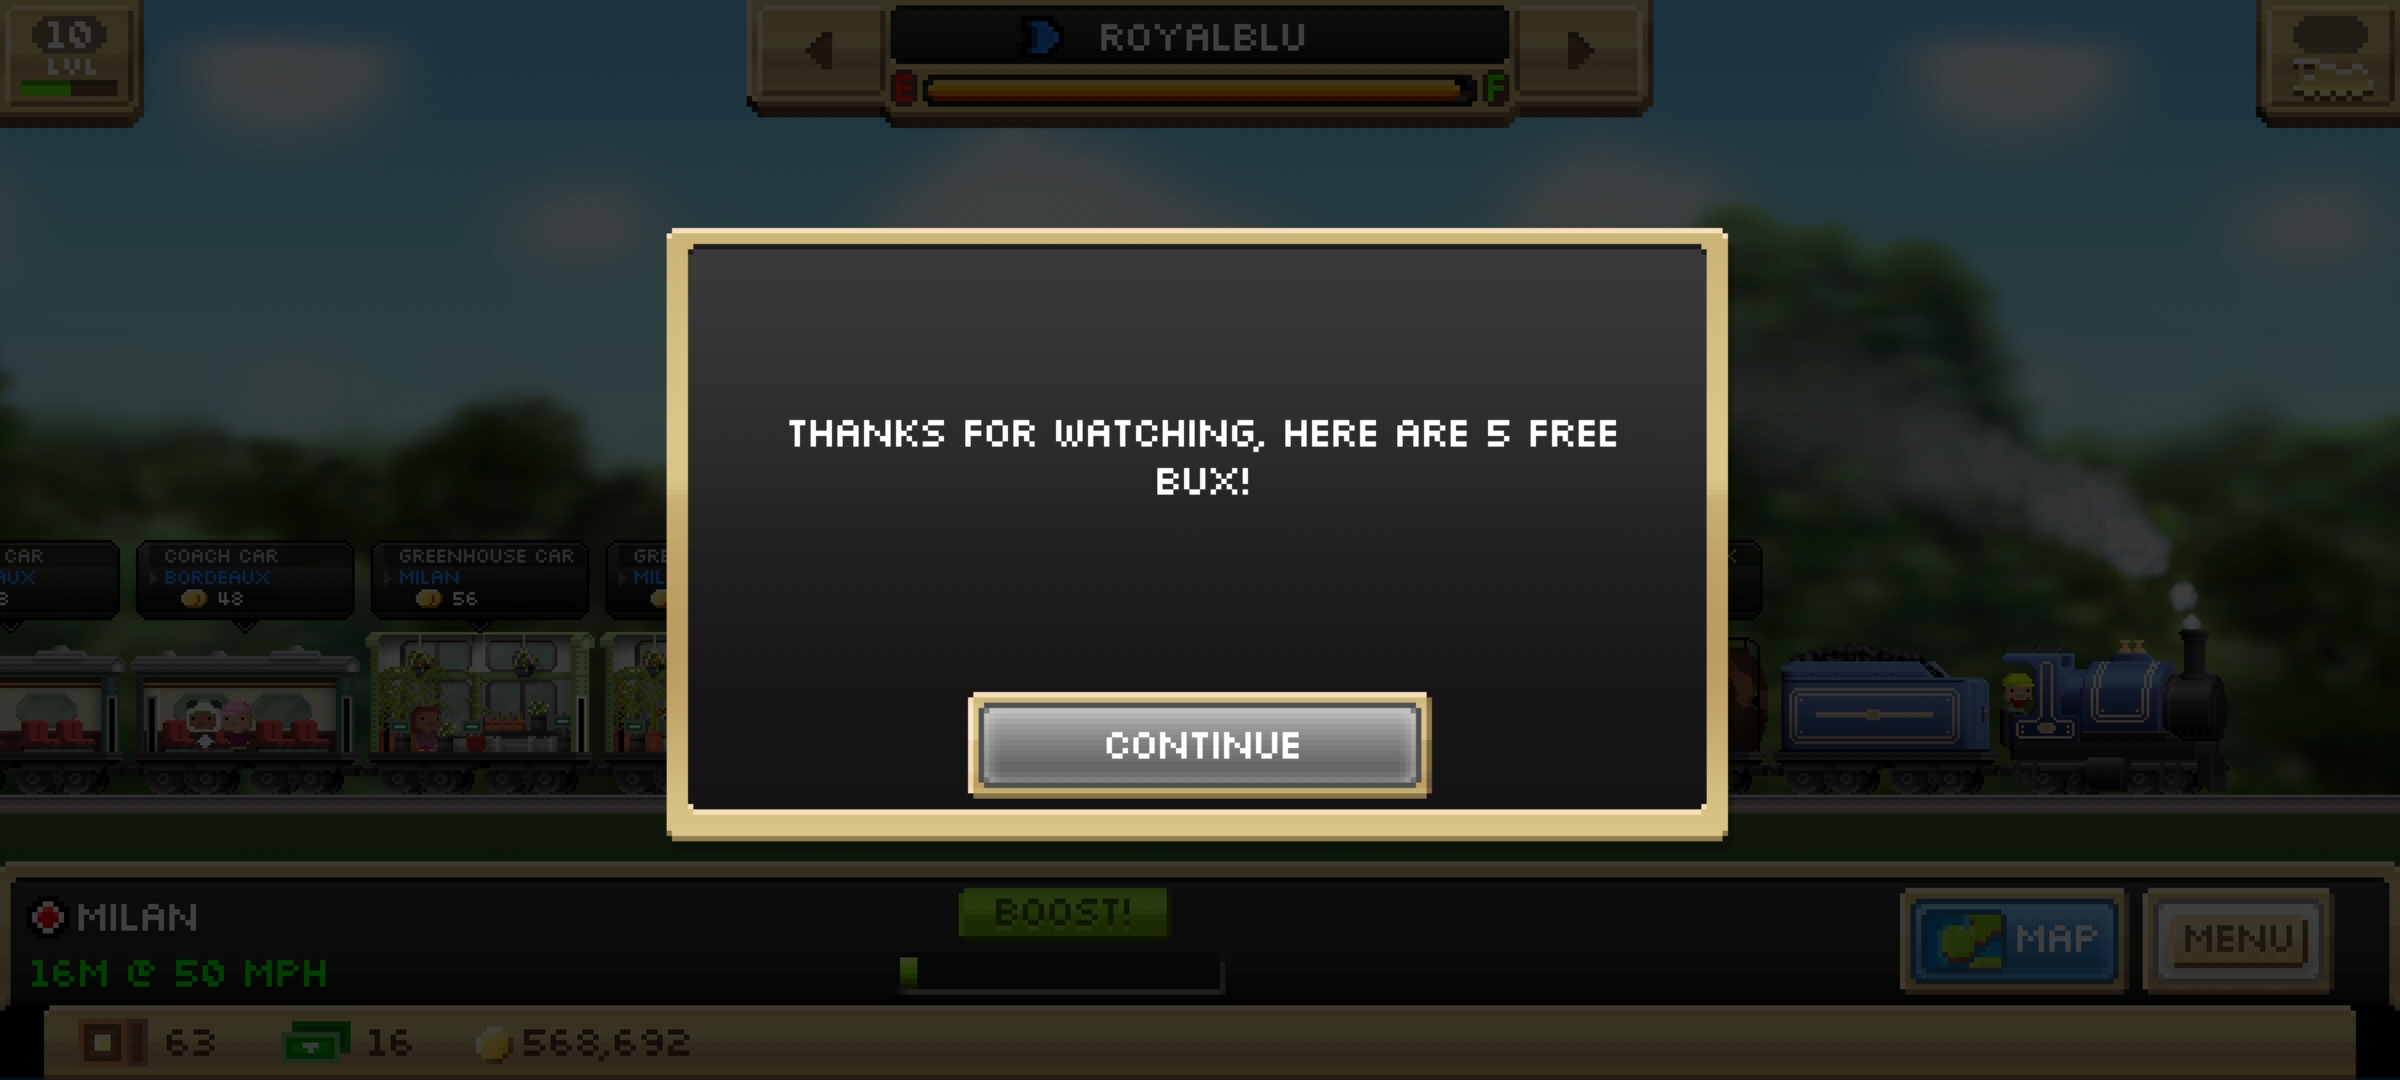 10
LVL
ROYALBLU
E
F
THANKS FOR WATCHING, HERE ARE 5 FREE
BUX!
CONTINUE
CAR
COACH CAR
BORDEAUX
48
GREENHOUSE CAR
MILAN
56
MILAN
16M @ 50 MPH
BOOST!
MAP
MENU
63
16
568,692